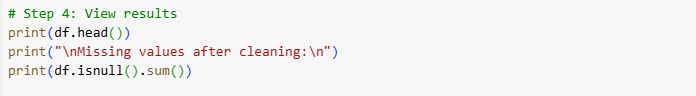 # Step 4: View results
print(df.head())
print("\nMissing values after cleaning:\n")
print(df.isnull().sum())